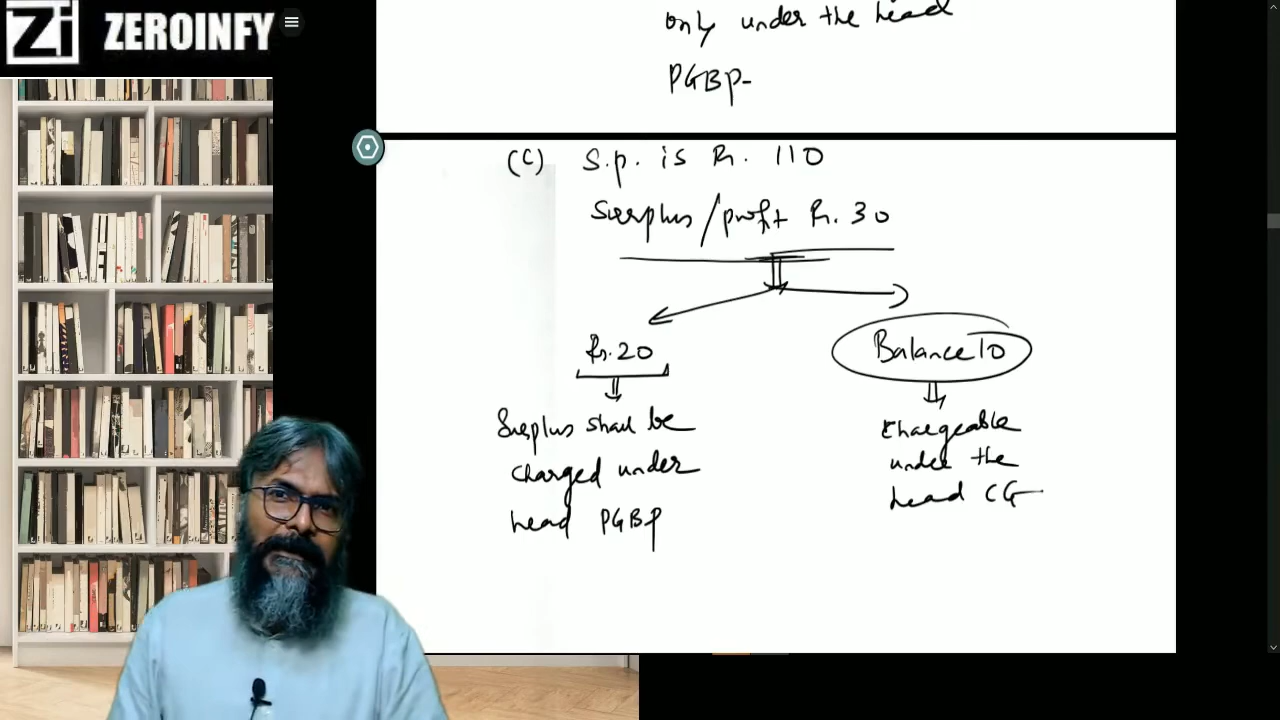 Zi ZEROINFY
only under the head
PGBP-
(C) S.p. is Rs. 110
Surplus/profit Rs. 30
Rs. 20
Balance 10
Surplus shall be
charged under
head PGBP
Chargeable
under the
head CG